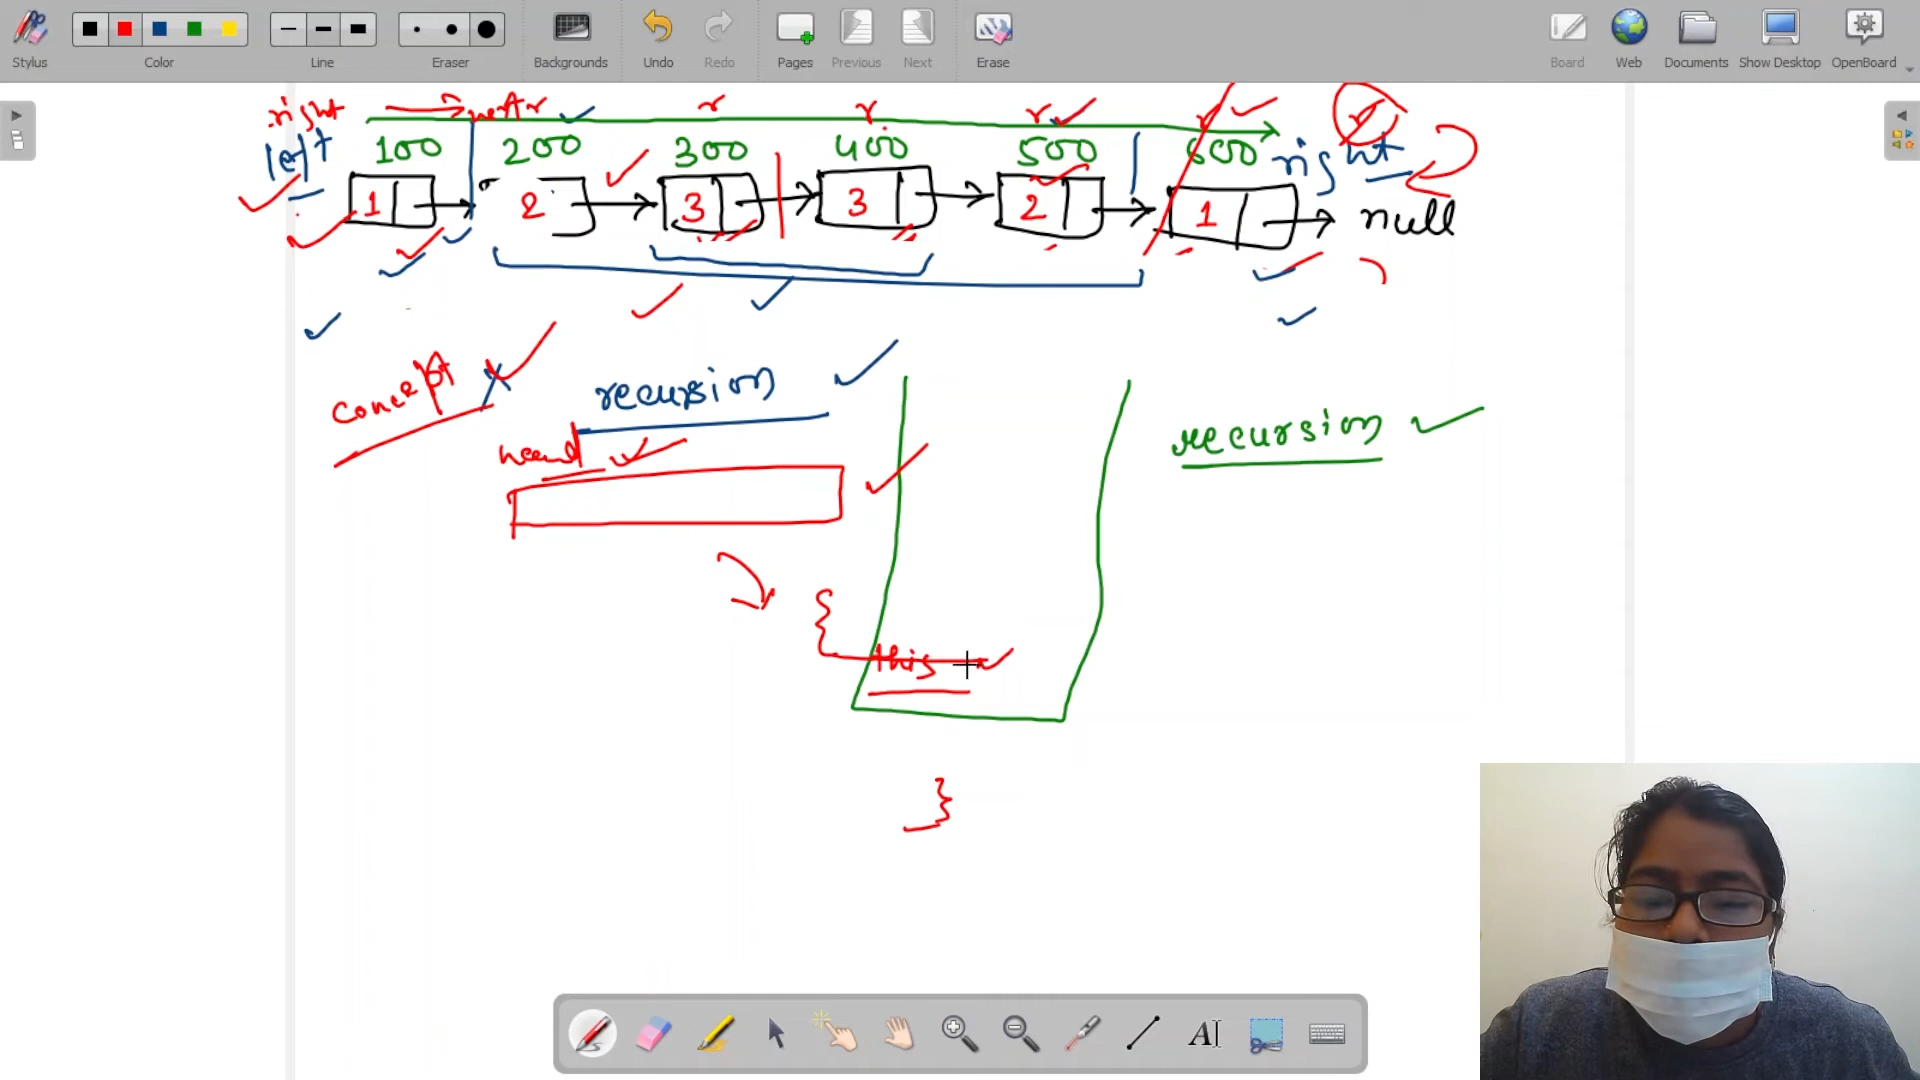 Stylus Color Line Eraser Backgrounds Undo Redo Pages Previous Next Erase Board Web Documents Show Desktop OpenBoard
right r r r r r r
left 100 200 300 400 500 600 right
1 2 3 3 2 1 null
concept recursion recursion
head
{
this
}
AI